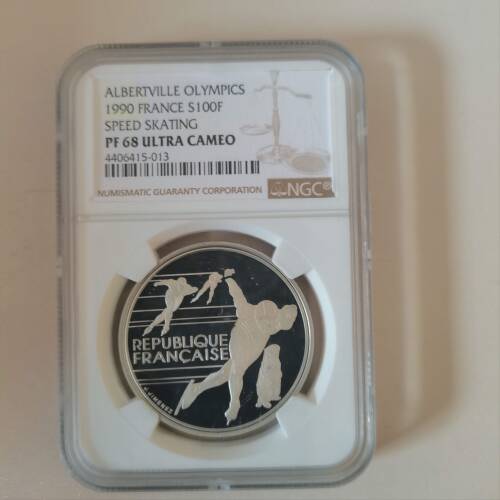 ALBERTVILLE OLYMPICS
1990 FRANCE S100F
SPEED SKATING
PF 68 ULTRA CAMEO
4406415-013
NUMISMATIC GUARANTY CORPORATION NGC®
REPUBLIQUE
FRANÇAISE
JIMENEZ